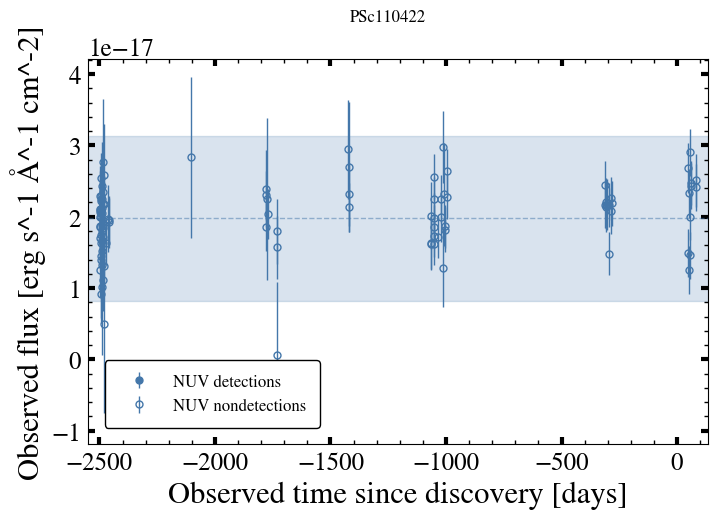 PSc110422
1e−17
Observed flux [erg s^-1 Å^-1 cm^-2]
4
3
2
1
0
−1
NUV detections
NUV nondetections
−2500 −2000 −1500 −1000 −500 0
Observed time since discovery [days]